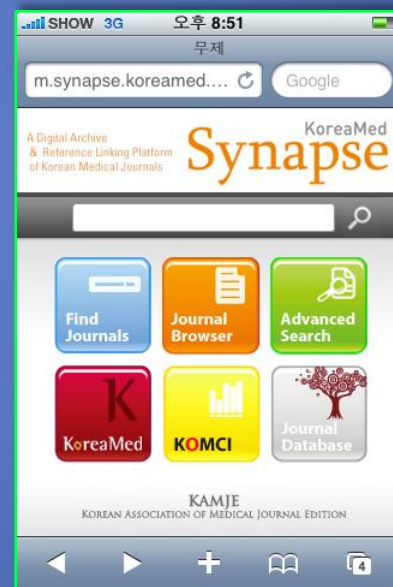 SHOW 3G 오후 8:51
무제
m.synapse.koreamed.... Google
A Digital Archive
& Reference Linking Platform
of Korean Medical Journals
KoreaMed
Synapse
Find
Journals
Journal
Browser
Advanced
Search
K
KoreaMed
KOMCI
Journal
Database
KAMJE
KOREAN ASSOCIATION OF MEDICAL JOURNAL EDITION
4